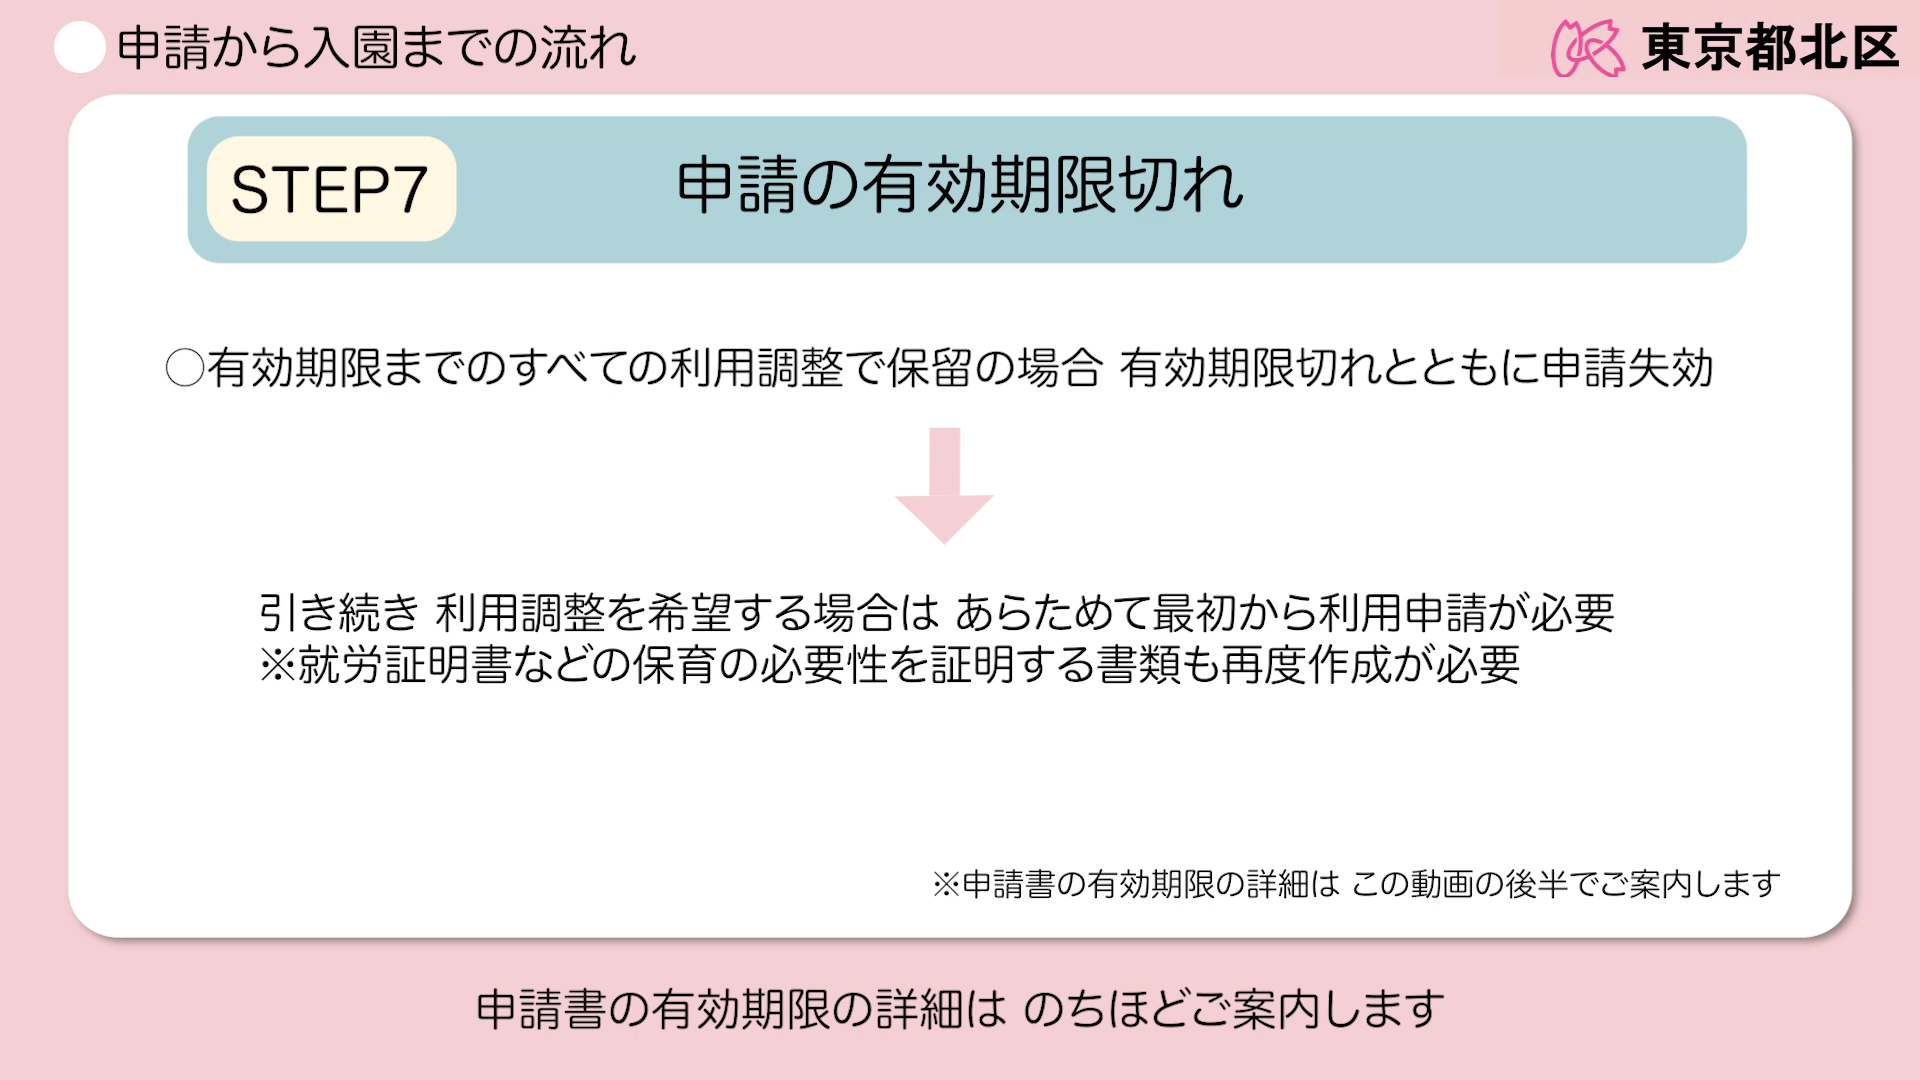 申請から入園までの流れ
東京都北区
STEP7
申請の有効期限切れ
○有効期限までのすべての利用調整で保留の場合 有効期限切れとともに申請失効
引き続き 利用調整を希望する場合は あらためて最初から利用申請が必要
※就労証明書などの保育の必要性を証明する書類も再度作成が必要
※申請書の有効期限の詳細は この動画の後半でご案内します
申請書の有効期限の詳細は のちほどご案内します